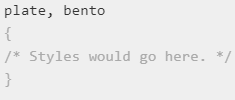 plate, bento
{
/* Styles would go here. */
}